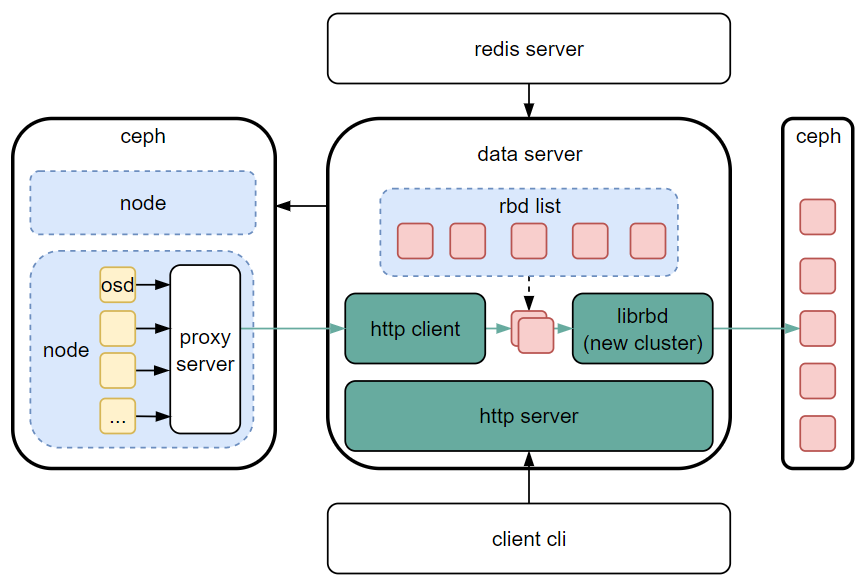 redis server
ceph
node
node
osd
...
proxy
server
data server
rbd list
http client
librbd
(new cluster)
http server
client cli
ceph